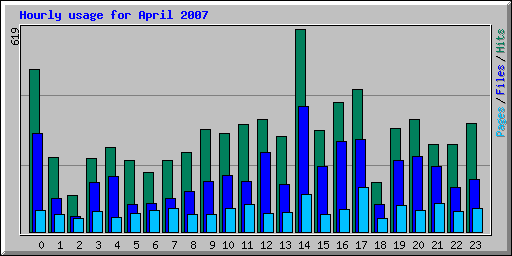 Hourly usage for April 2007
619
Pages / Files / Hits
0 1 2 3 4 5 6 7 8 9 10 11 12 13 14 15 16 17 18 19 20 21 22 23